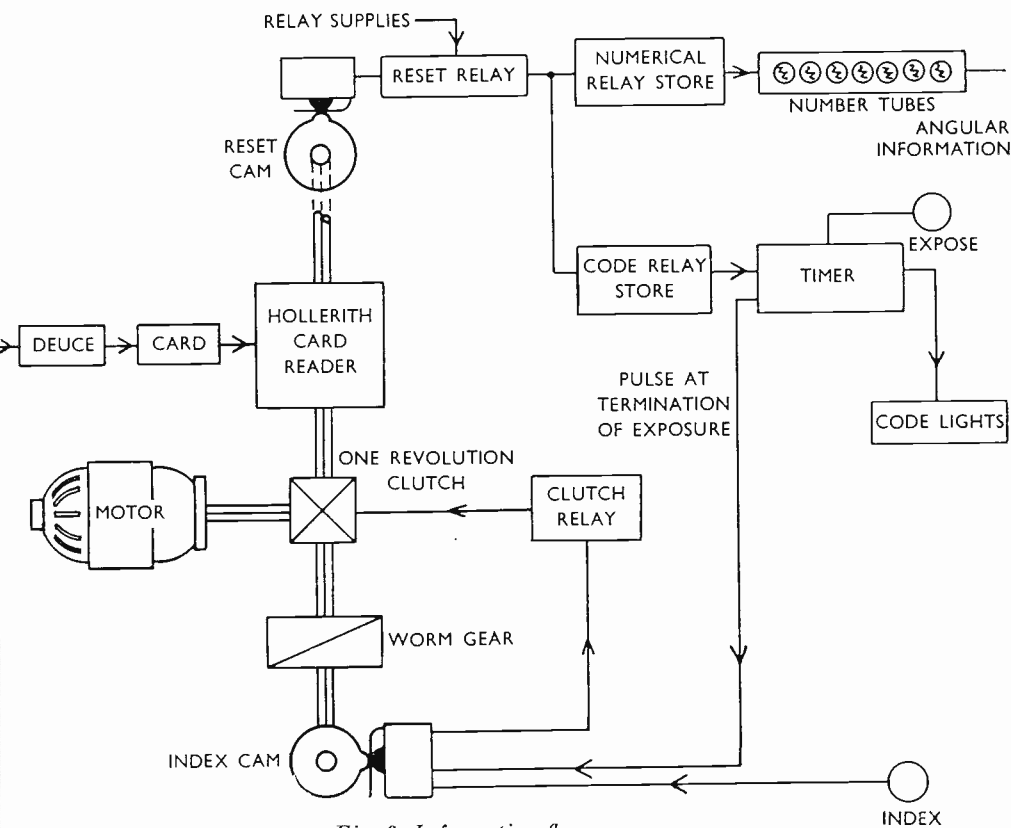 RELAY SUPPLIES
RESET RELAY
NUMERICAL
RELAY STORE
NUMBER TUBES
ANGULAR
INFORMATION
RESET
CAM
EXPOSE
CODE RELAY
STORE
TIMER
HOLLERITH
CARD
READER
DEUCE
CARD
PULSE AT
TERMINATION
OF EXPOSURE
CODE LIGHTS
ONE REVOLUTION
CLUTCH
CLUTCH
RELAY
MOTOR
WORM GEAR
INDEX CAM
INDEX